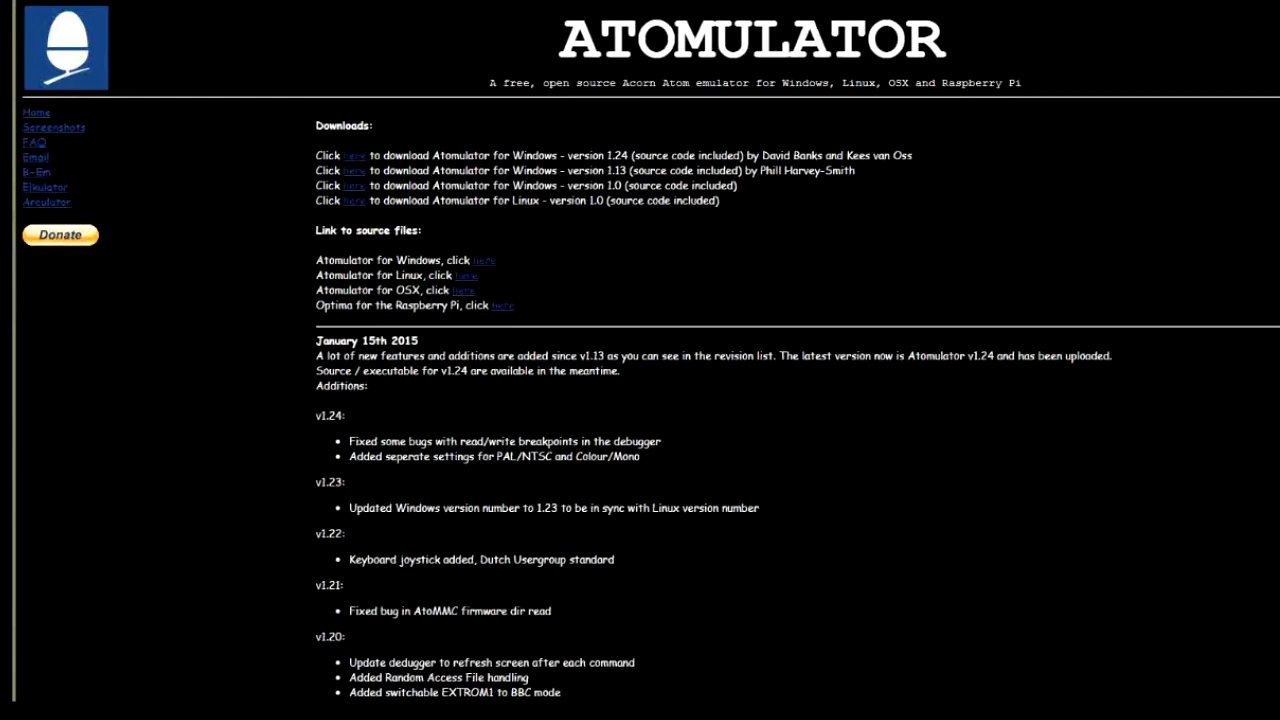 ATOMULATOR
A free, open source Acorn Atom emulator for Windows, Linux, OSX and Raspberry Pi
Home
Screenshots
FAQ
Email
B-Em
Elkulator
Arculator
Donate
Downloads:
Click here to download Atomulator for Windows - version 1.24 (source code included) by David Banks and Kees van Oss
Click here to download Atomulator for Windows - version 1.13 (source code included) by Phill Harvey-Smith
Click here to download Atomulator for Windows - version 1.0 (source code included)
Click here to download Atomulator for Linux - version 1.0 (source code included)
Link to source files:
Atomulator for Windows, click here
Atomulator for Linux, click here
Atomulator for OSX, click here
Optima for the Raspberry Pi, click here
January 15th 2015
A lot of new features and additions are added since v1.13 as you can see in the revision list. The latest version now is Atomulator v1.24 and has been uploaded.
Source / executable for v1.24 are available in the meantime.
Additions:
v1.24:
• Fixed some bugs with read/write breakpoints in the debugger
• Added seperate settings for PAL/NTSC and Colour/Mono
v1.23:
• Updated Windows version number to 1.23 to be in sync with Linux version number
v1.22:
• Keyboard joystick added, Dutch Usergroup standard
v1.21:
• Fixed bug in AtoMMC firmware dir read
v1.20:
• Update dedugger to refresh screen after each command
• Added Random Access File handling
• Added switchable EXTROM1 to BBC mode